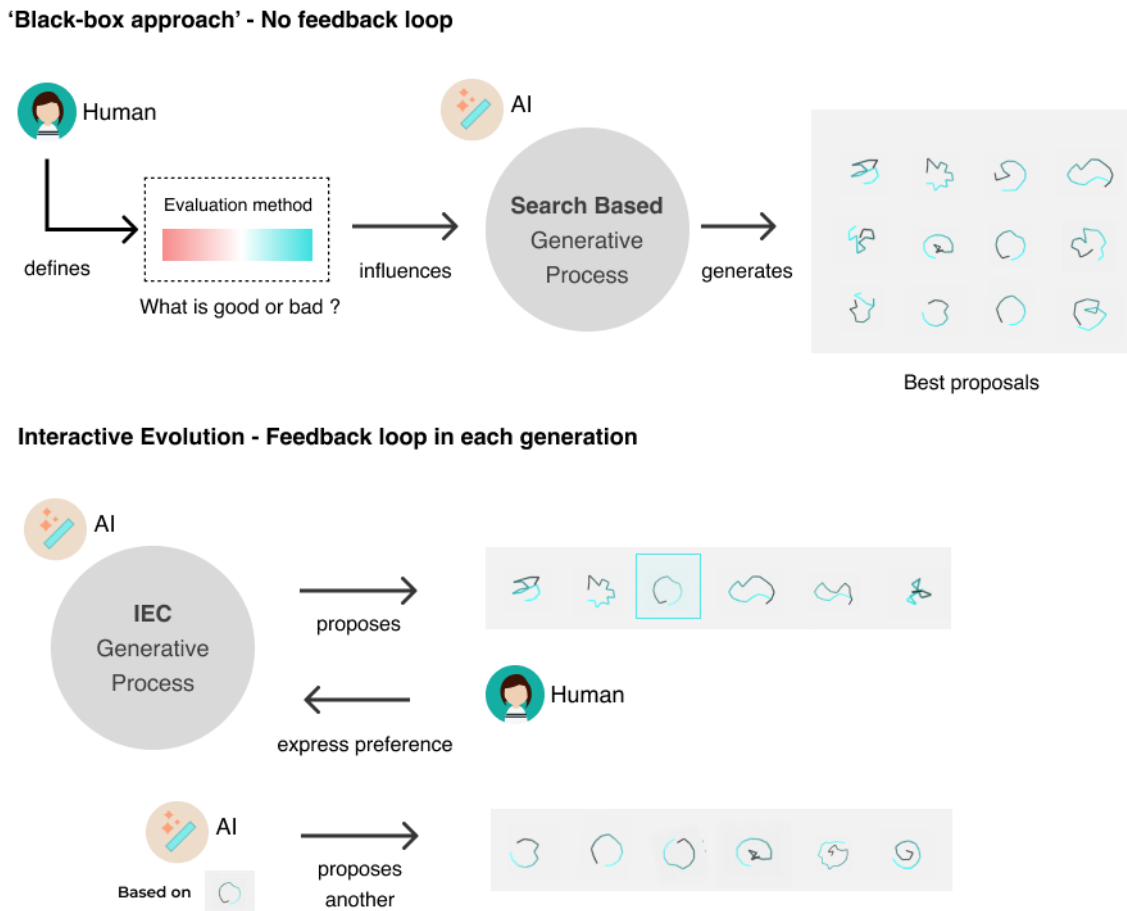 ‘Black-box approach’ - No feedback loop
Human
AI
Evaluation method
Search Based
Generative
Process
defines
influences
generates
What is good or bad ?
Best proposals
Interactive Evolution - Feedback loop in each generation
AI
IEC
Generative
Process
proposes
Human
express preference
AI
Based on
proposes
another